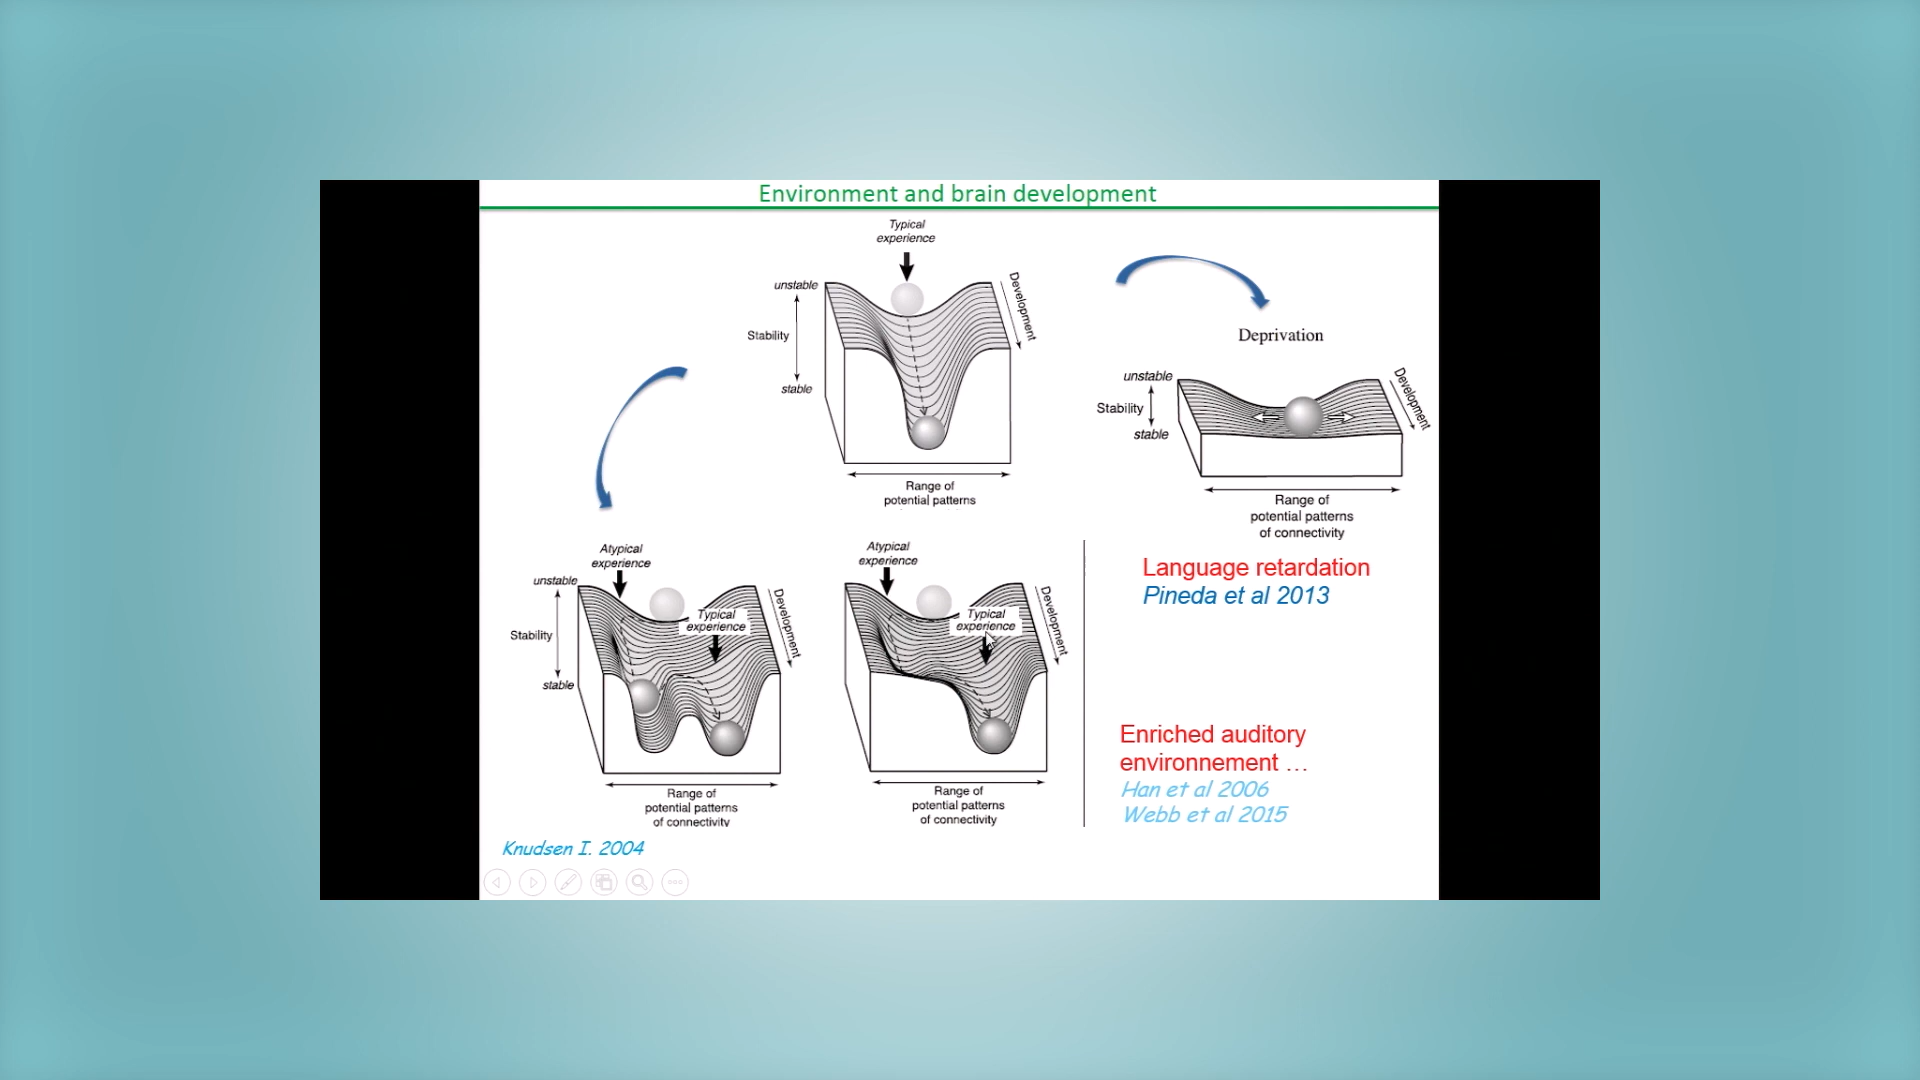 Environment and brain development
Typical
experience
unstable
Stability
stable
Development
Range of
potential patterns
Deprivation
unstable
Stability
stable
Development
Range of
potential patterns
of connectivity
Atypical
experience
unstable
Stability
stable
Typical
experience
Development
Range of
potential patterns
of connectivity
Atypical
experience
Typical
experience
Development
Range of
potential patterns
of connectivity
Language retardation
Pineda et al 2013
Enriched auditory
environnement ...
Han et al 2006
Webb et al 2015
Knudsen I. 2004